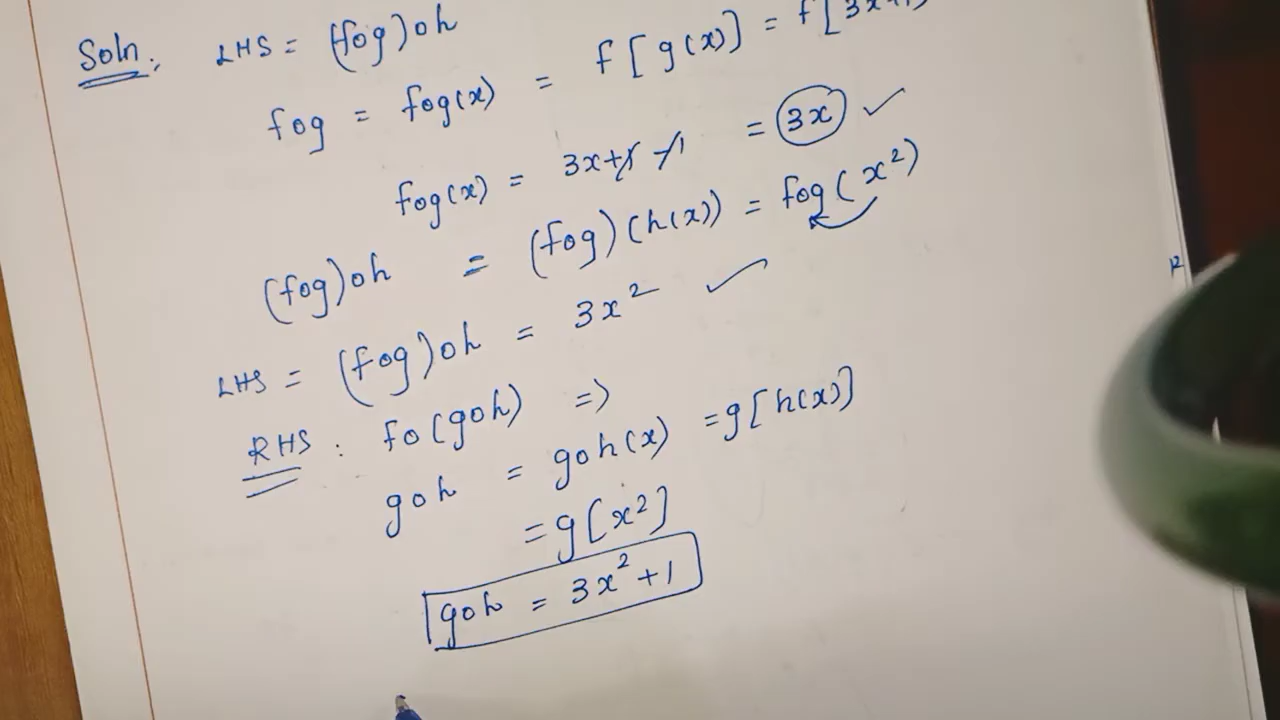 Soln: LHS = (fog)oh
fog = fog(x) = f[g(x)] = f[3x+1
fog(x) = 3x+1 -1 = 3x ✓
(fog)oh = (fog)(h(x)) = fog(x²)
LHS = (fog)oh = 3x² ✓
RHS : fo(goh) =>
goh = goh(x) = g[h(x)]
= g[x²]
goh = 3x²+1